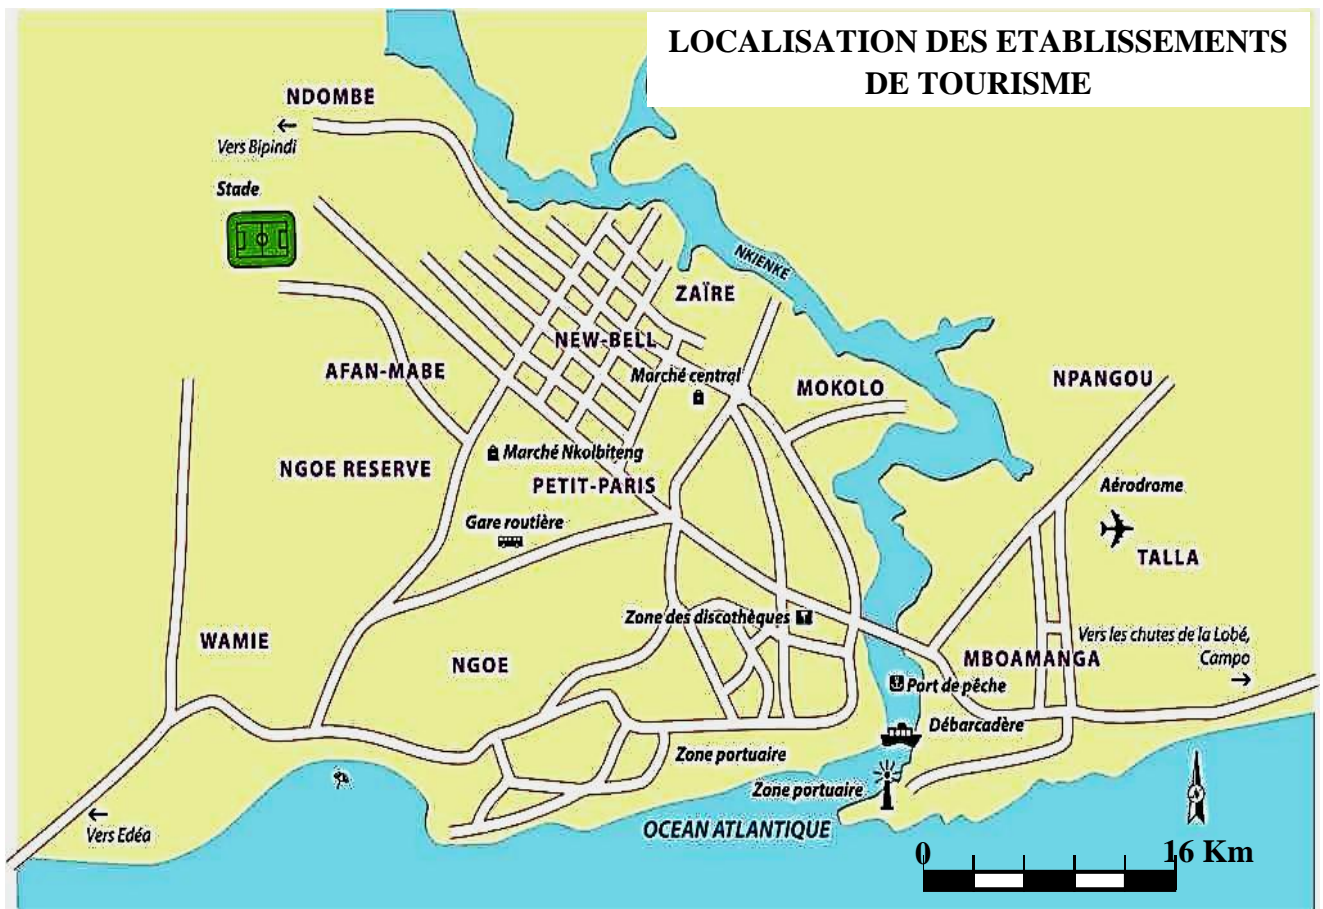 LOCALISATION DES ETABLISSEMENTS
DE TOURISME
NDOMBE
Vers Bipindi
Stade
NKIENKE
ZAÏRE
NEW-BELL
AFAN-MABE
Marché central
MOKOLO
NPANGOU
Marché Nkolbiteng
NGOE RESERVE
PETIT-PARIS
Aérodrome
Gare routière
TALLA
Zone des discothèques
WAMIE
Vers les chutes de la Lobé,
Campo
NGOE
MBOAMANGA
Port de pêche
Débarcadère
Zone portuaire
Zone portuaire
OCEAN ATLANTIQUE
Vers Edéa
0 16 Km